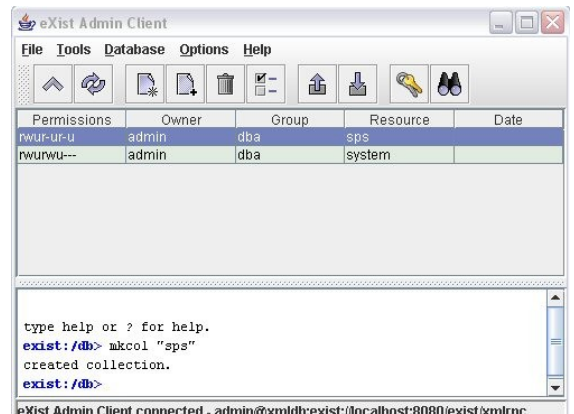 eXist Admin Client
File Tools Database Options Help
Permissions Owner Group Resource Date
rwur-ur-u admin dba sps
rwurwu--- admin dba system
type help or ? for help.
exist:/db> mkcol "sps"
created collection.
exist:/db>
eXist Admin Client connected - admin@xmldb:exist://localhost:8080/exist/xmlrpc